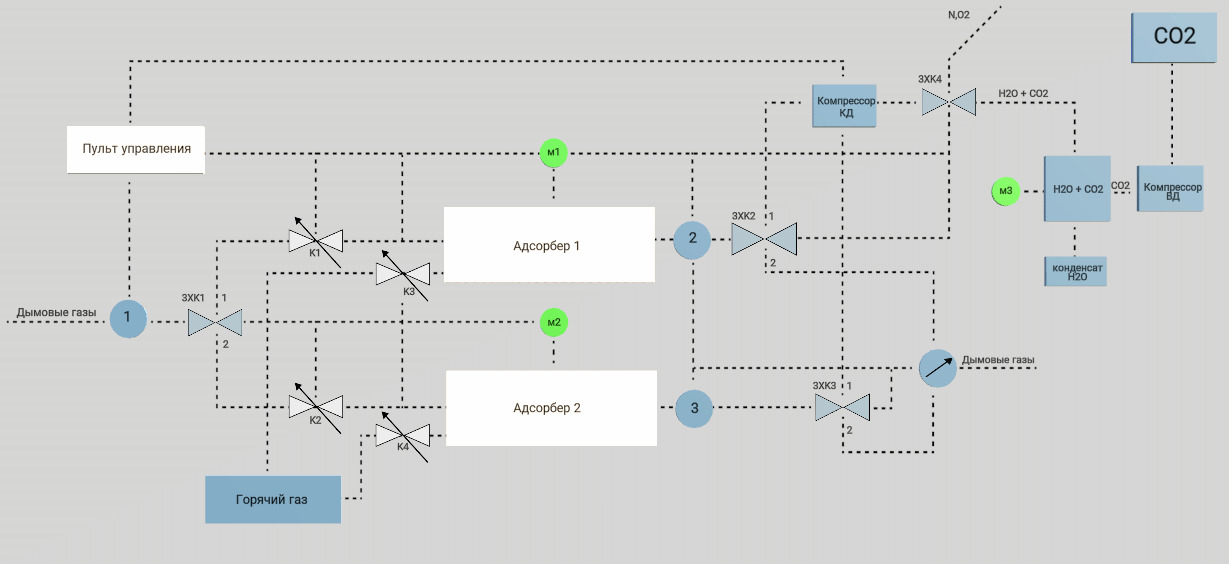 N,O2
CO2
3ХК4
H2O + CO2
Компрессор
КД
Пульт управления
м1
H2O + CO2
CO2
м3
Компрессор
ВД
3ХК2
1
2
Адсорбер 1
2
К1
К3
конденсат
H2O
3ХК1
1
Дымовые газы
1
2
м2
Дымовые газы
3ХК3
1
2
Адсорбер 2
3
К2
К4
Горячий газ